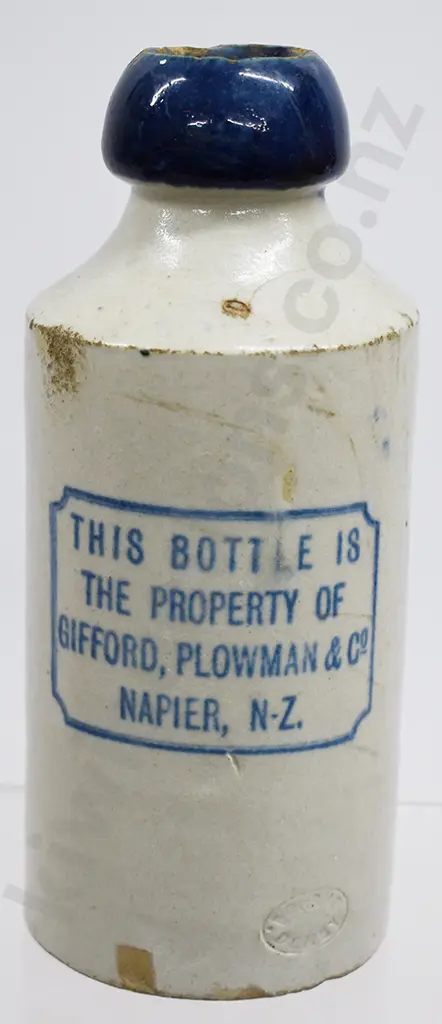 THIS BOTTLE IS
THE PROPERTY OF
GIFFORD, PLOWMAN & Co
NAPIER, N-Z.